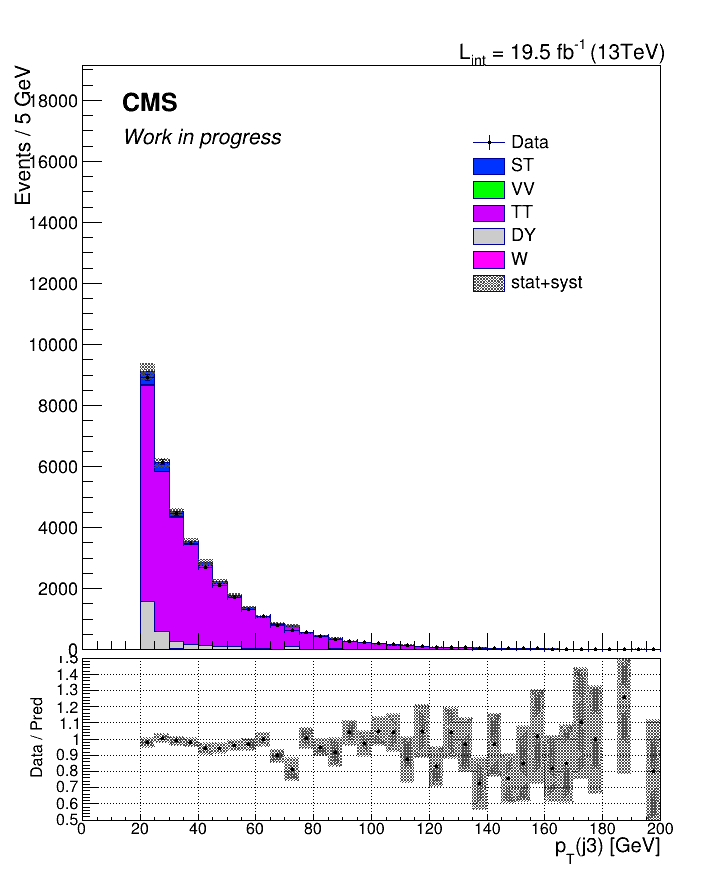 L_int = 19.5 fb^-1 (13TeV)
Events / 5 GeV
CMS
Work in progress
Data
ST
VV
TT
DY
W
stat+syst
18000
16000
14000
12000
10000
8000
6000
4000
2000
0
Data / Pred
1.5
1.4
1.3
1.2
1.1
1
0.9
0.8
0.7
0.6
0.5
0 20 40 60 80 100 120 140 160 180 200
p_T(j3) [GeV]